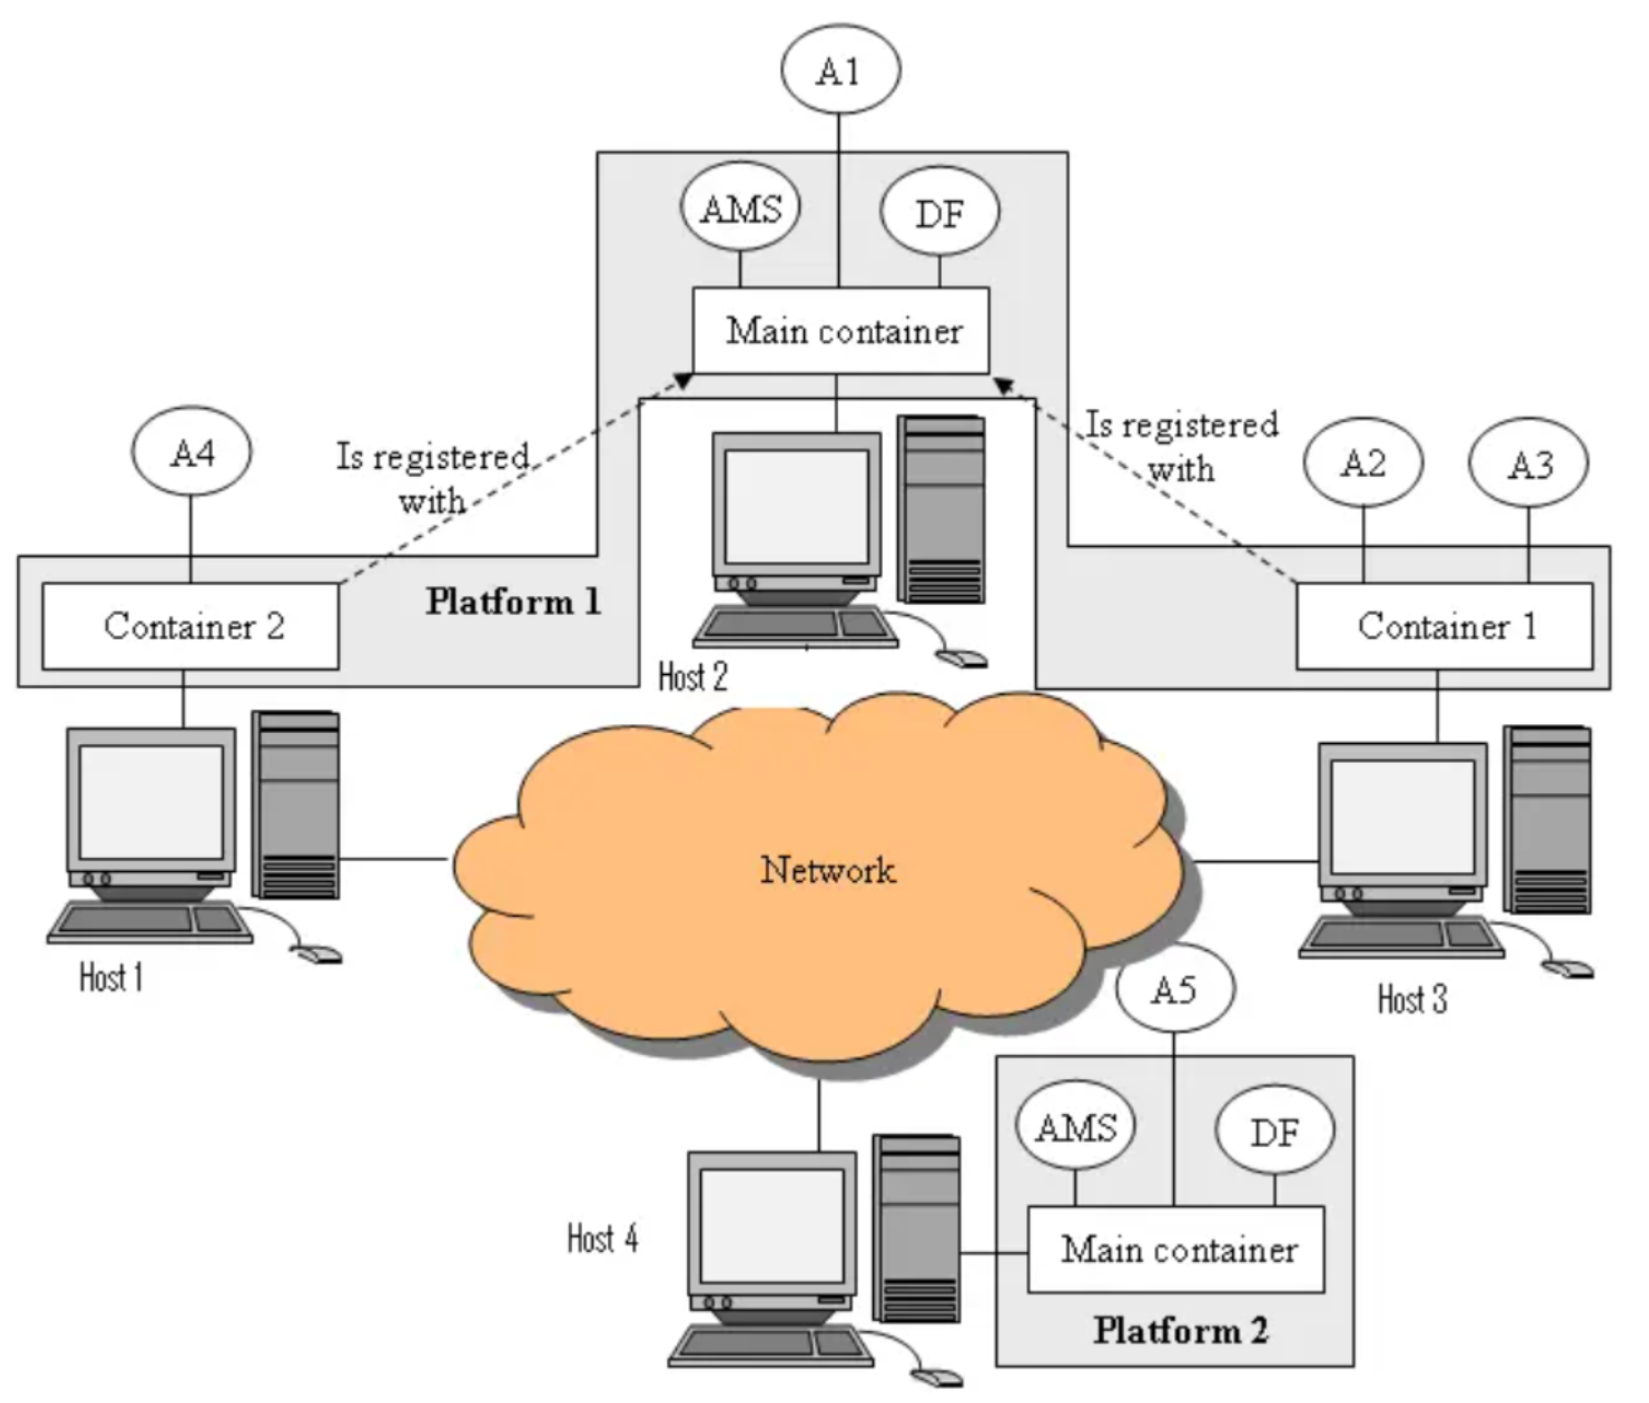 A1
AMS
DF
Main container
A4
Is registered
with
Is registered
with
A2
A3
Container 2
Platform 1
Container 1
Host 2
Network
Host 1
Host 3
A5
AMS
DF
Host 4
Main container
Platform 2